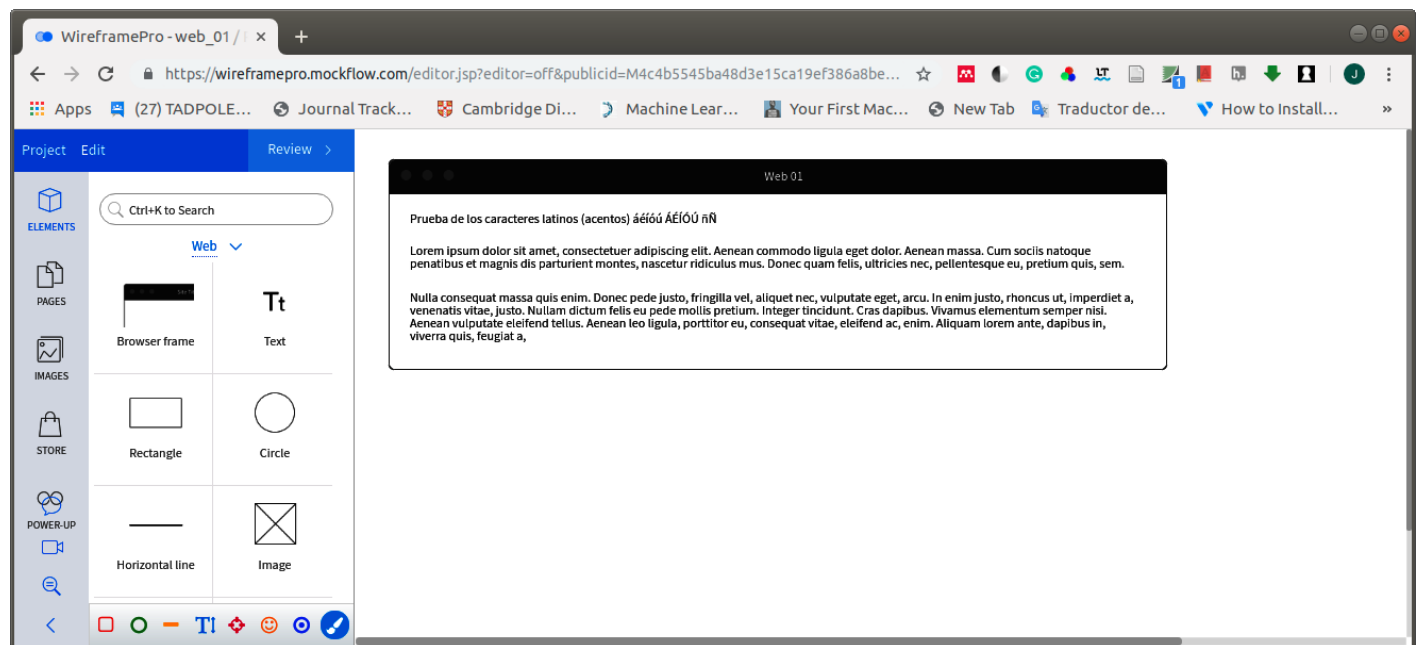 WireframePro - web_01 /
https://wireframepro.mockflow.com/editor.jsp?editor=off&publicid=M4c4b5545ba48d3e15ca19ef386a8be...
Apps (27) TADPOLE... Journal Track... Cambridge Di... Machine Lear... Your First Mac... New Tab Traductor de... How to Install... »
Project Edit Review >
ELEMENTS
PAGES
IMAGES
STORE
POWER-UP
Ctrl+K to Search
Web
Browser frame
Tt
Text
Rectangle
Circle
Horizontal line
Image
Web 01
Prueba de los caracteres latinos (acentos) áéíóú ÁÉÍÓÚ ñÑ
Lorem ipsum dolor sit amet, consectetuer adipiscing elit. Aenean commodo ligula eget dolor. Aenean massa. Cum sociis natoque
penatibus et magnis dis parturient montes, nascetur ridiculus mus. Donec quam felis, ultricies nec, pellentesque eu, pretium quis, sem.
Nulla consequat massa quis enim. Donec pede justo, fringilla vel, aliquet nec, vulputate eget, arcu. In enim justo, rhoncus ut, imperdiet a,
venenatis vitae, justo. Nullam dictum felis eu pede mollis pretium. Integer tincidunt. Cras dapibus. Vivamus elementum semper nisi.
Aenean vulputate eleifend tellus. Aenean leo ligula, porttitor eu, consequat vitae, eleifend ac, enim. Aliquam lorem ante, dapibus in,
viverra quis, feugiat a,